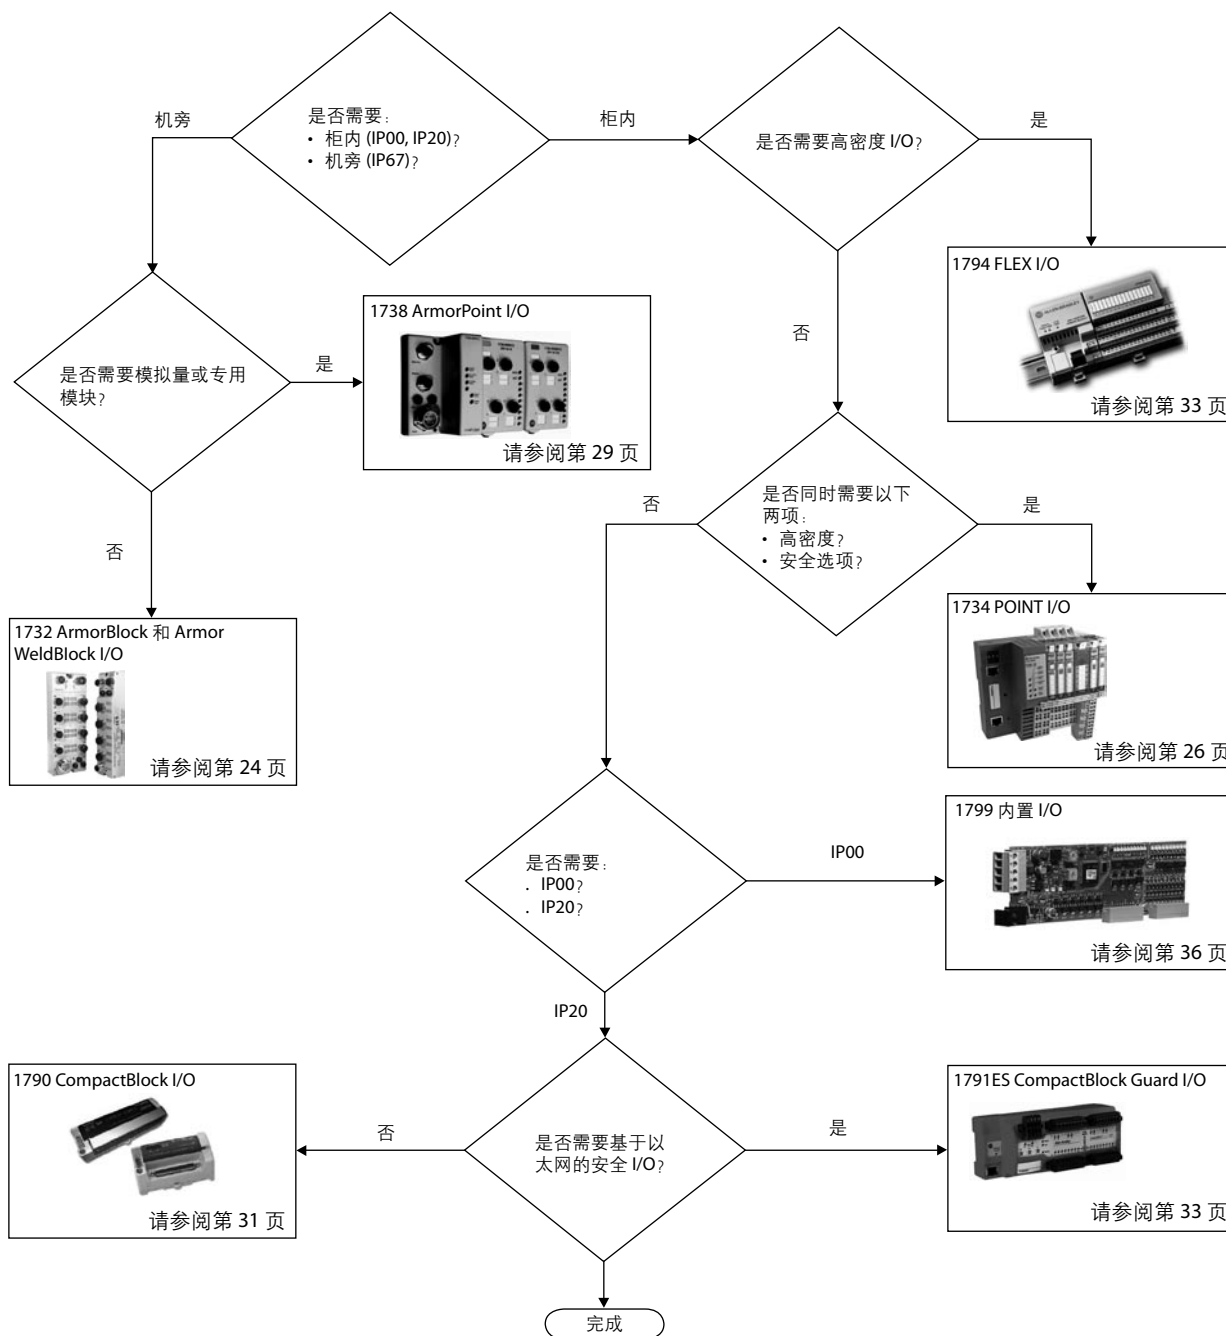 是否需要：
• 柜内 (IP00, IP20)？
• 机旁 (IP67)？
机旁
柜内
是否需要高密度 I/O？
是
否
1794 FLEX I/O
请参阅第 33 页
是否需要模拟量或专用
模块？
是
1738 ArmorPoint I/O
请参阅第 29 页
否
1732 ArmorBlock 和 Armor
WeldBlock I/O
请参阅第 24 页
是否同时需要以下
两项：
• 高密度？
• 安全选项？
否
是
1734 POINT I/O
请参阅第 26 页
是否需要：
. IP00？
. IP20？
IP00
1799 内置 I/O
请参阅第 36 页
IP20
是否需要基于以
太网的安全 I/O？
否
是
1790 CompactBlock I/O
请参阅第 31 页
1791ES CompactBlock Guard I/O
请参阅第 33 页
完成